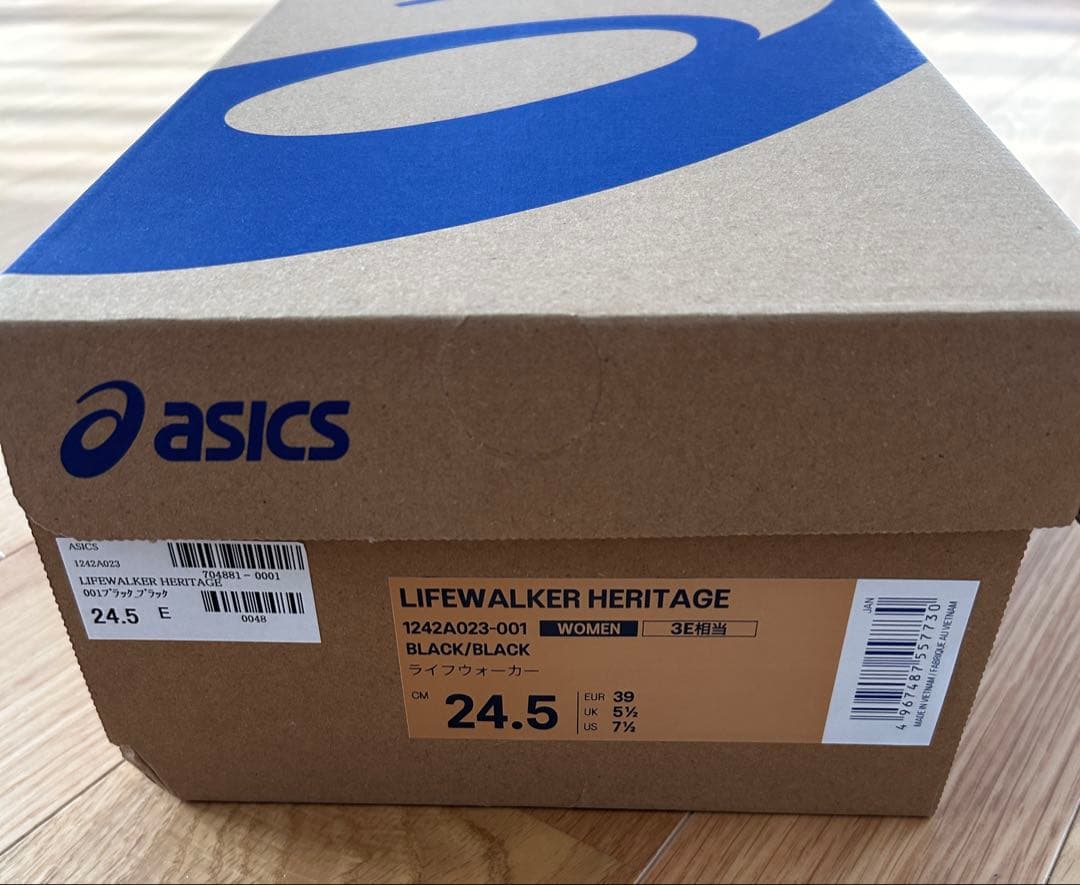 asics
ASICS
1242A023
704881-0001
LIFEWALKER HERITAGE
001ブラック_ブラック
24.5 E
0048
LIFEWALKER HERITAGE
1242A023-001 WOMEN 3E相当
BLACK/BLACK
ライフウォーカー
CM 24.5
EUR 39
UK 5½
US 7½
JAN
4 967487 557730
MADE IN VIETNAM / FABRIQUÉ AU VIETNAM